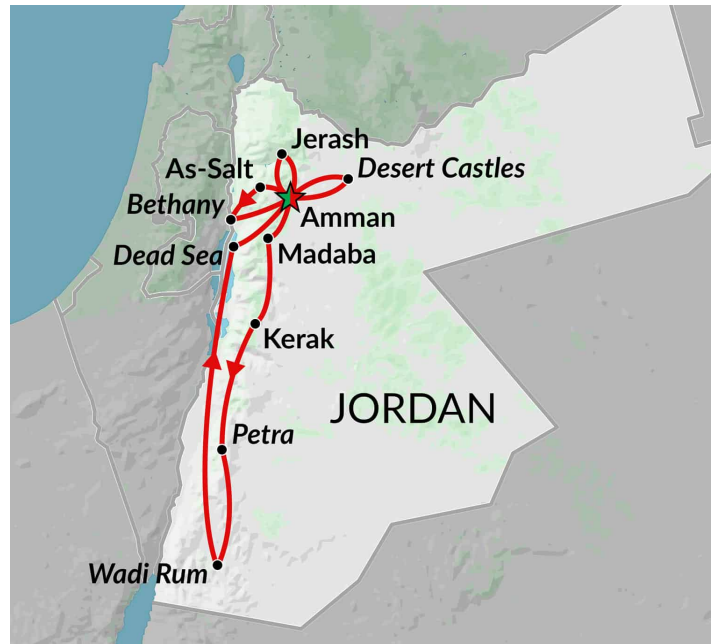 Jerash
As-Salt
Desert Castles
Bethany
Amman
Dead Sea
Madaba
Kerak
JORDAN
Petra
Wadi Rum